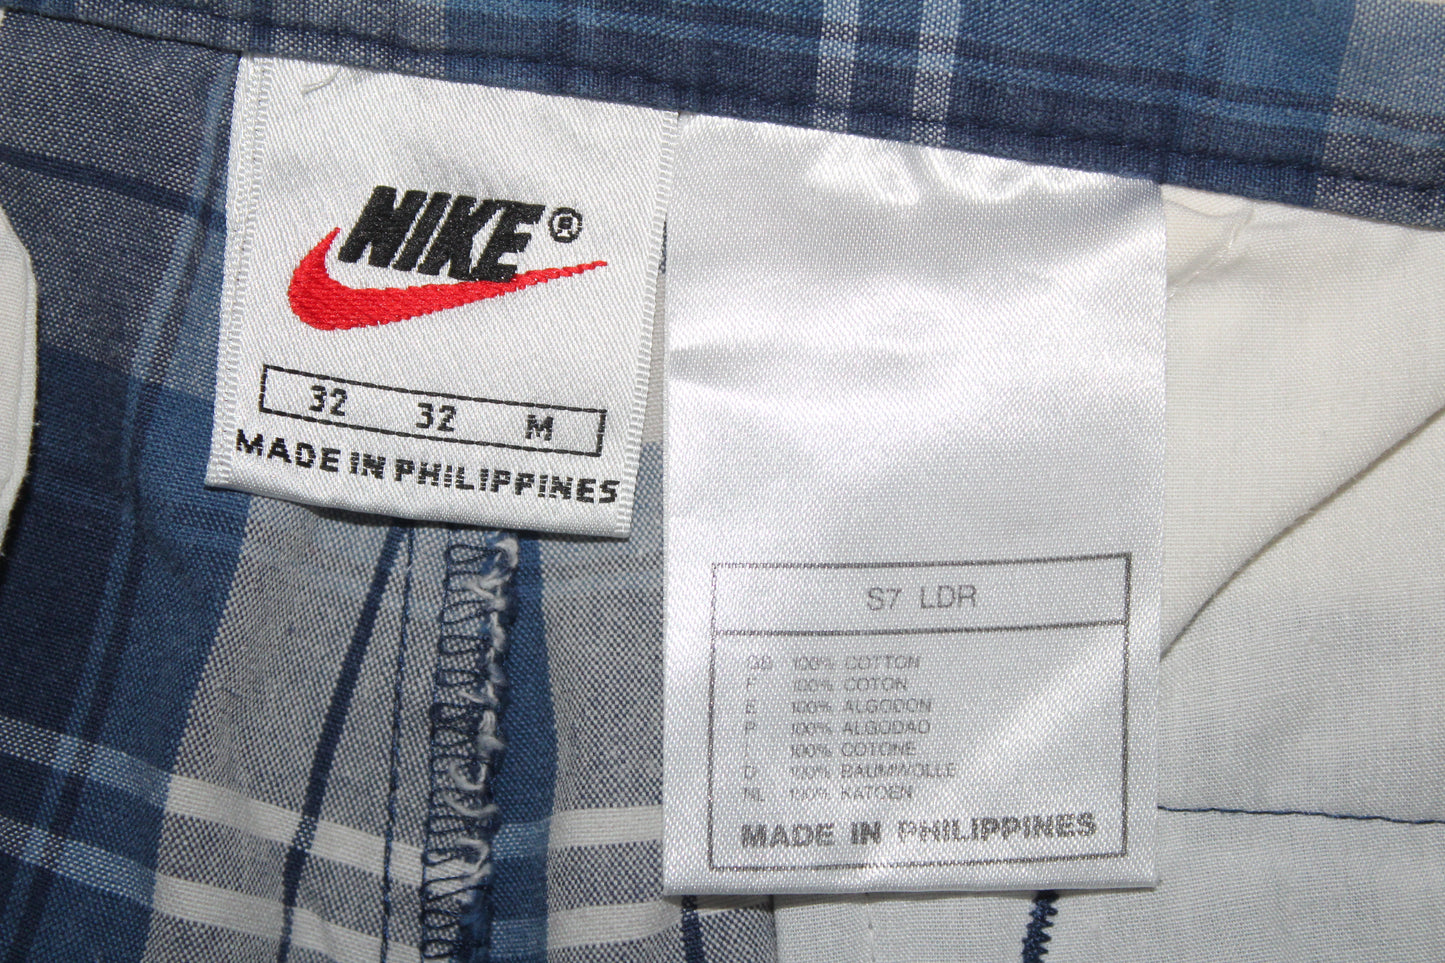 NIKE®
32 32 M
MADE IN PHILIPPINES
S7 LDR
GB 100% COTTON
F 100% COTON
E 100% ALGODON
P 100% ALGODAO
I 100% COTONE
D 100% BAUMWOLLE
NL 100% KATOEN
MADE IN PHILIPPINES